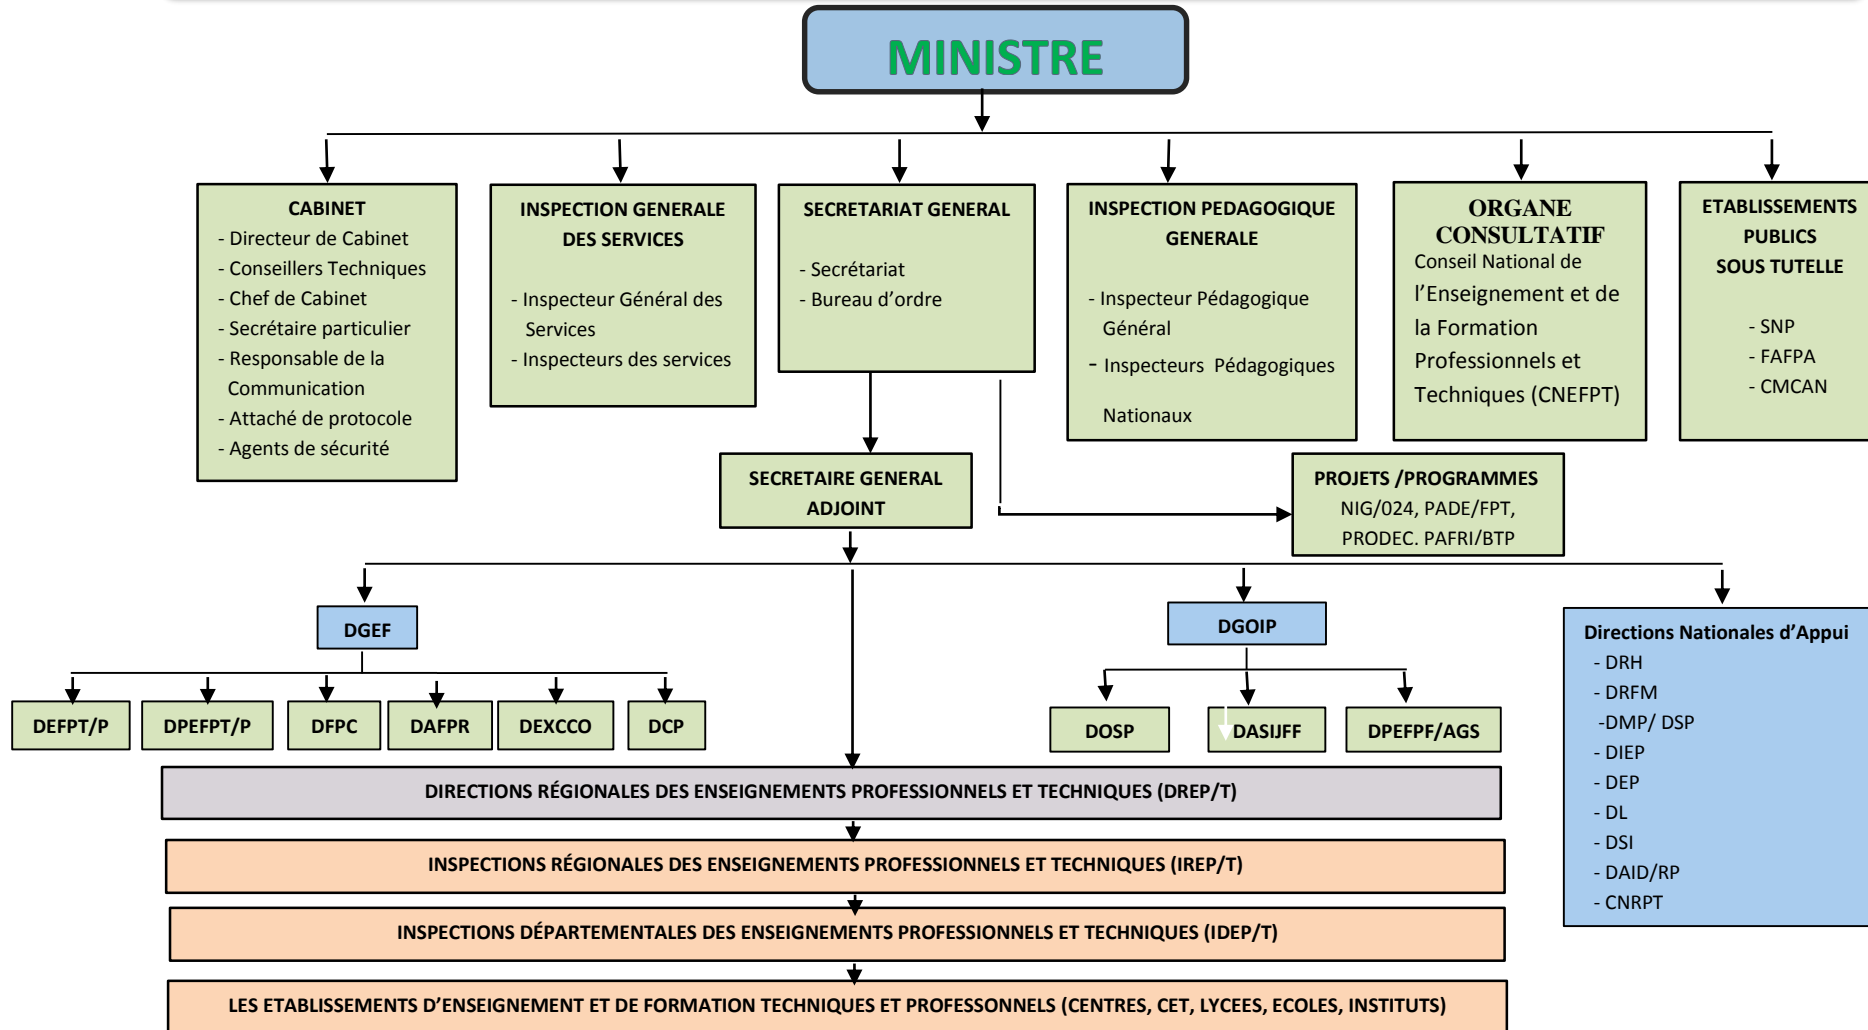 MINISTRE
CABINET
- Directeur de Cabinet
- Conseillers Techniques
- Chef de Cabinet
- Secrétaire particulier
- Responsable de la
Communication
- Attaché de protocole
- Agents de sécurité
INSPECTION GENERALE
DES SERVICES
- Inspecteur Général des
Services
- Inspecteurs des services
SECRETARIAT GENERAL
- Secrétariat
- Bureau d’ordre
INSPECTION PEDAGOGIQUE
GENERALE
- Inspecteur Pédagogique
Général
- Inspecteurs Pédagogiques
Nationaux
ORGANE
CONSULTATIF
Conseil National de
l’Enseignement et de
la Formation
Professionnels et
Techniques (CNEFPT)
ETABLISSEMENTS
PUBLICS
SOUS TUTELLE
- SNP
- FAFPA
- CMCAN
SECRETAIRE GENERAL
ADJOINT
PROJETS /PROGRAMMES
NIG/024, PADE/FPT,
PRODEC. PAFRI/BTP
DGEF
DGOIP
Directions Nationales d’Appui
- DRH
- DRFM
-DMP/ DSP
- DIEP
- DEP
- DL
- DSI
- DAID/RP
- CNRPT
DEFPT/P
DPEFPT/P
DFPC
DAFPR
DEXCCO
DCP
DOSP
DASIJFF
DPEFPF/AGS
DIRECTIONS RÉGIONALES DES ENSEIGNEMENTS PROFESSIONNELS ET TECHNIQUES (DREP/T)
INSPECTIONS RÉGIONALES DES ENSEIGNEMENTS PROFESSIONNELS ET TECHNIQUES (IREP/T)
INSPECTIONS DÉPARTEMENTALES DES ENSEIGNEMENTS PROFESSIONNELS ET TECHNIQUES (IDEP/T)
LES ETABLISSEMENTS D’ENSEIGNEMENT ET DE FORMATION TECHNIQUES ET PROFESSIONNELS (CENTRES, CET, LYCEES, ECOLES, INSTITUTS)